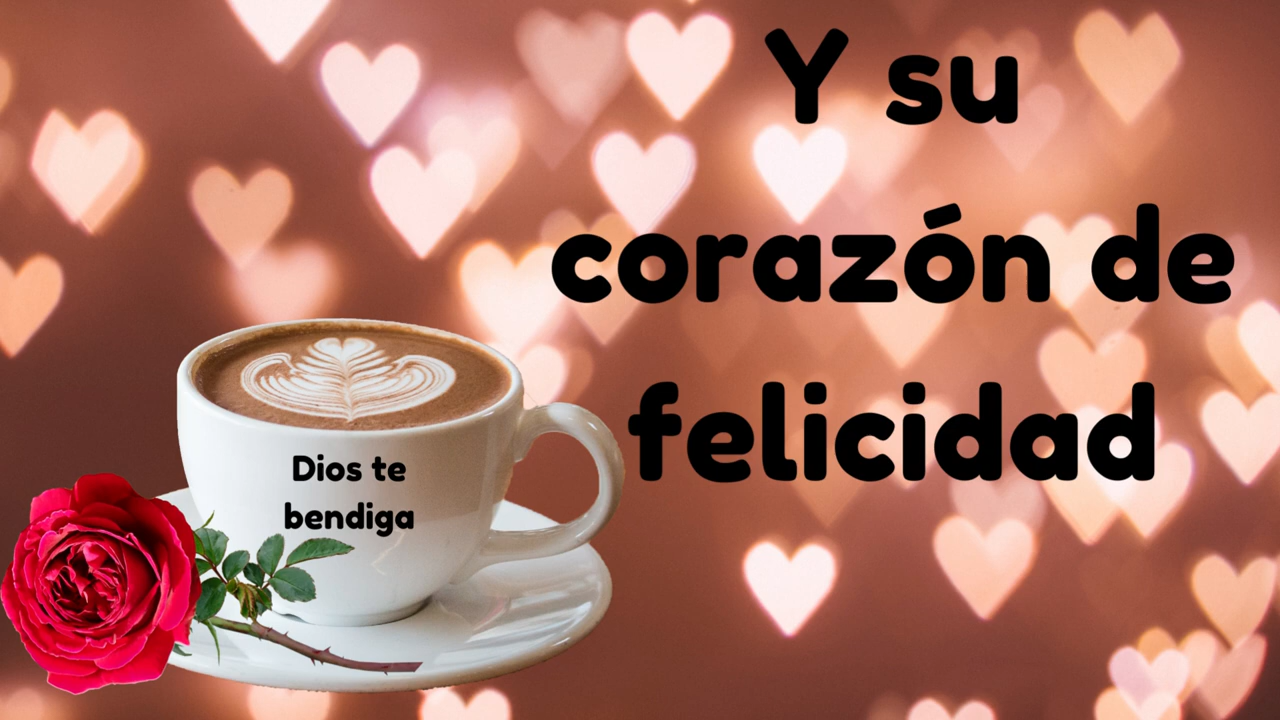 Y su
corazón de
felicidad
Dios te
bendiga